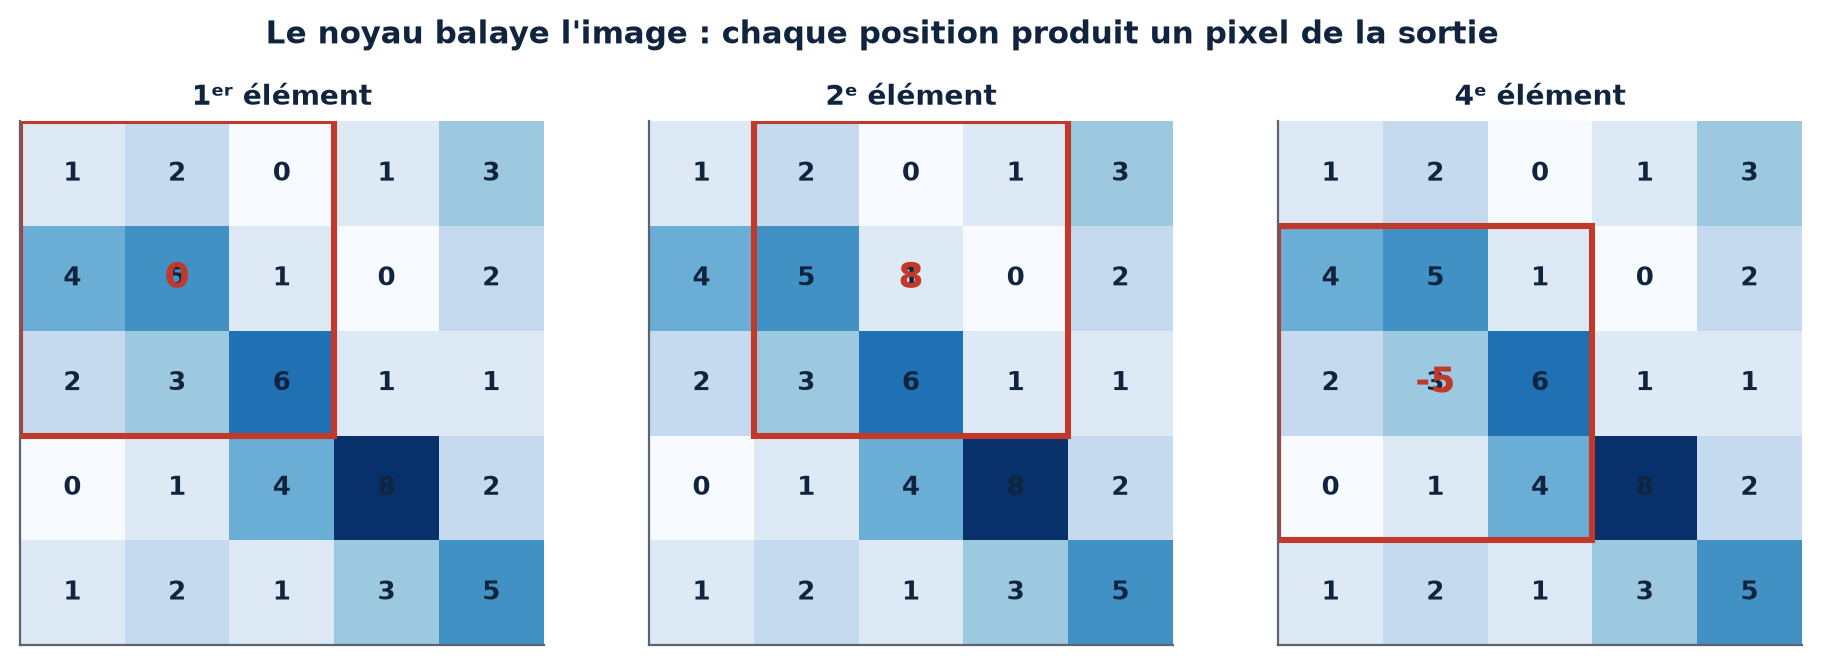 Le noyau balaye l'image : chaque position produit un pixel de la sortie
1ᵉʳ élément
1 2 0 1 3
4 0 1 0 2
2 3 6 1 1
0 1 4 8 2
1 2 1 3 5
2ᵉ élément
1 2 0 1 3
4 5 8 0 2
2 3 6 1 1
0 1 4 8 2
1 2 1 3 5
4ᵉ élément
1 2 0 1 3
4 5 1 0 2
2 -5 6 1 1
0 1 4 8 2
1 2 1 3 5